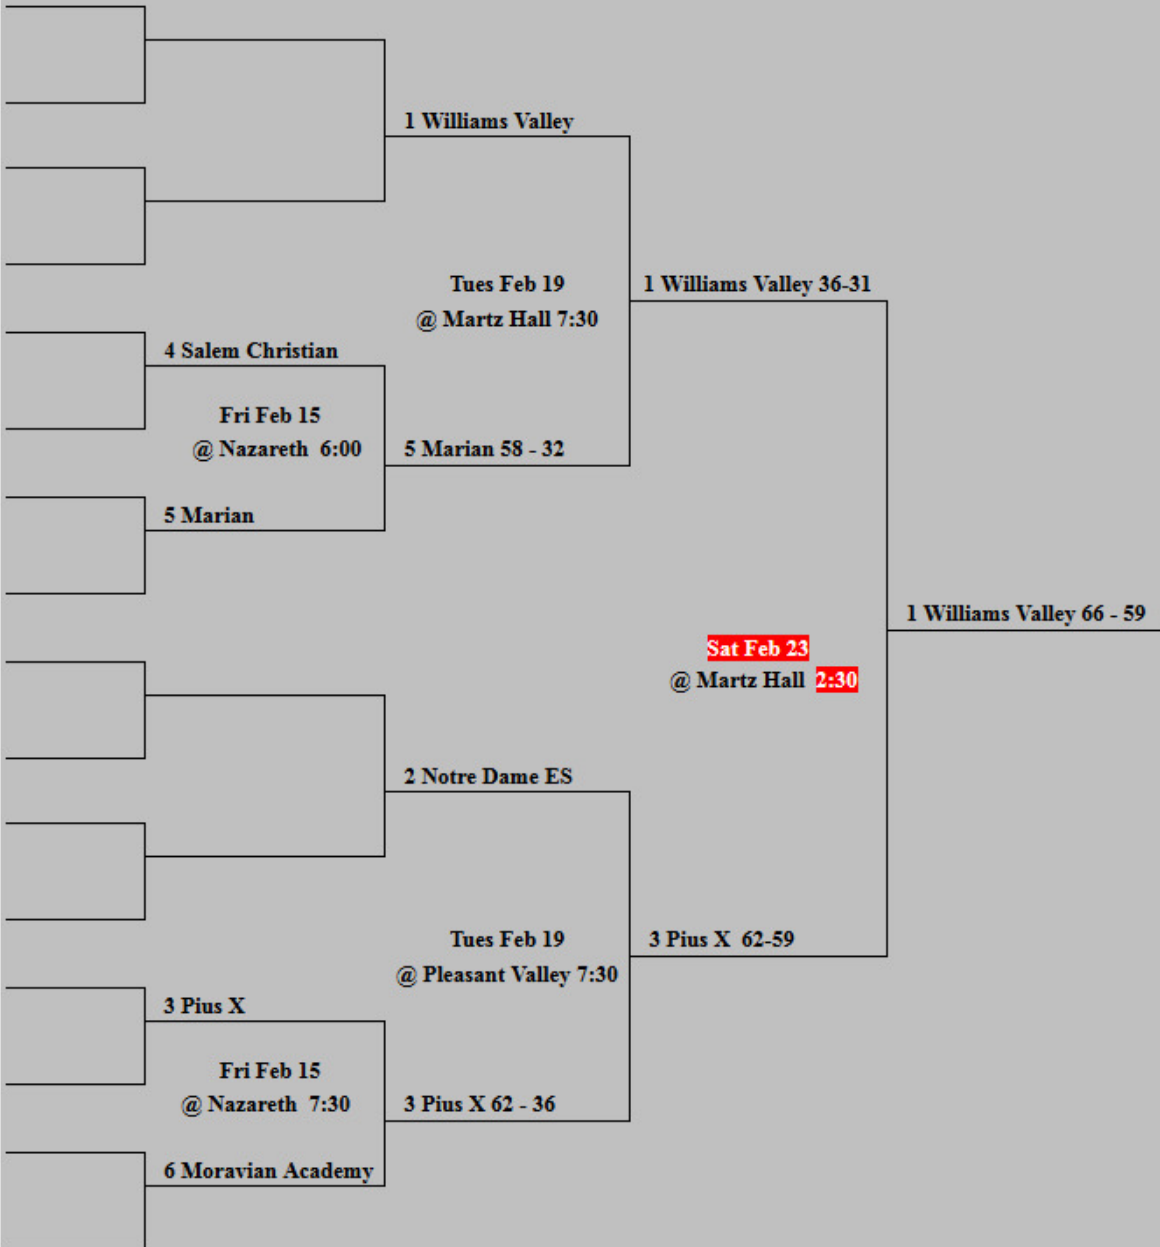 1 Williams Valley
Tues Feb 19
@ Martz Hall 7:30
1 Williams Valley 36-31
4 Salem Christian
Fri Feb 15
@ Nazareth  6:00
5 Marian 58 - 32
5 Marian
1 Williams Valley 66 - 59
Sat Feb 23
@ Martz Hall  2:30
2 Notre Dame ES
Tues Feb 19
@ Pleasant Valley 7:30
3 Pius X  62-59
3 Pius X
Fri Feb 15
@ Nazareth  7:30
3 Pius X 62 - 36
6 Moravian Academy